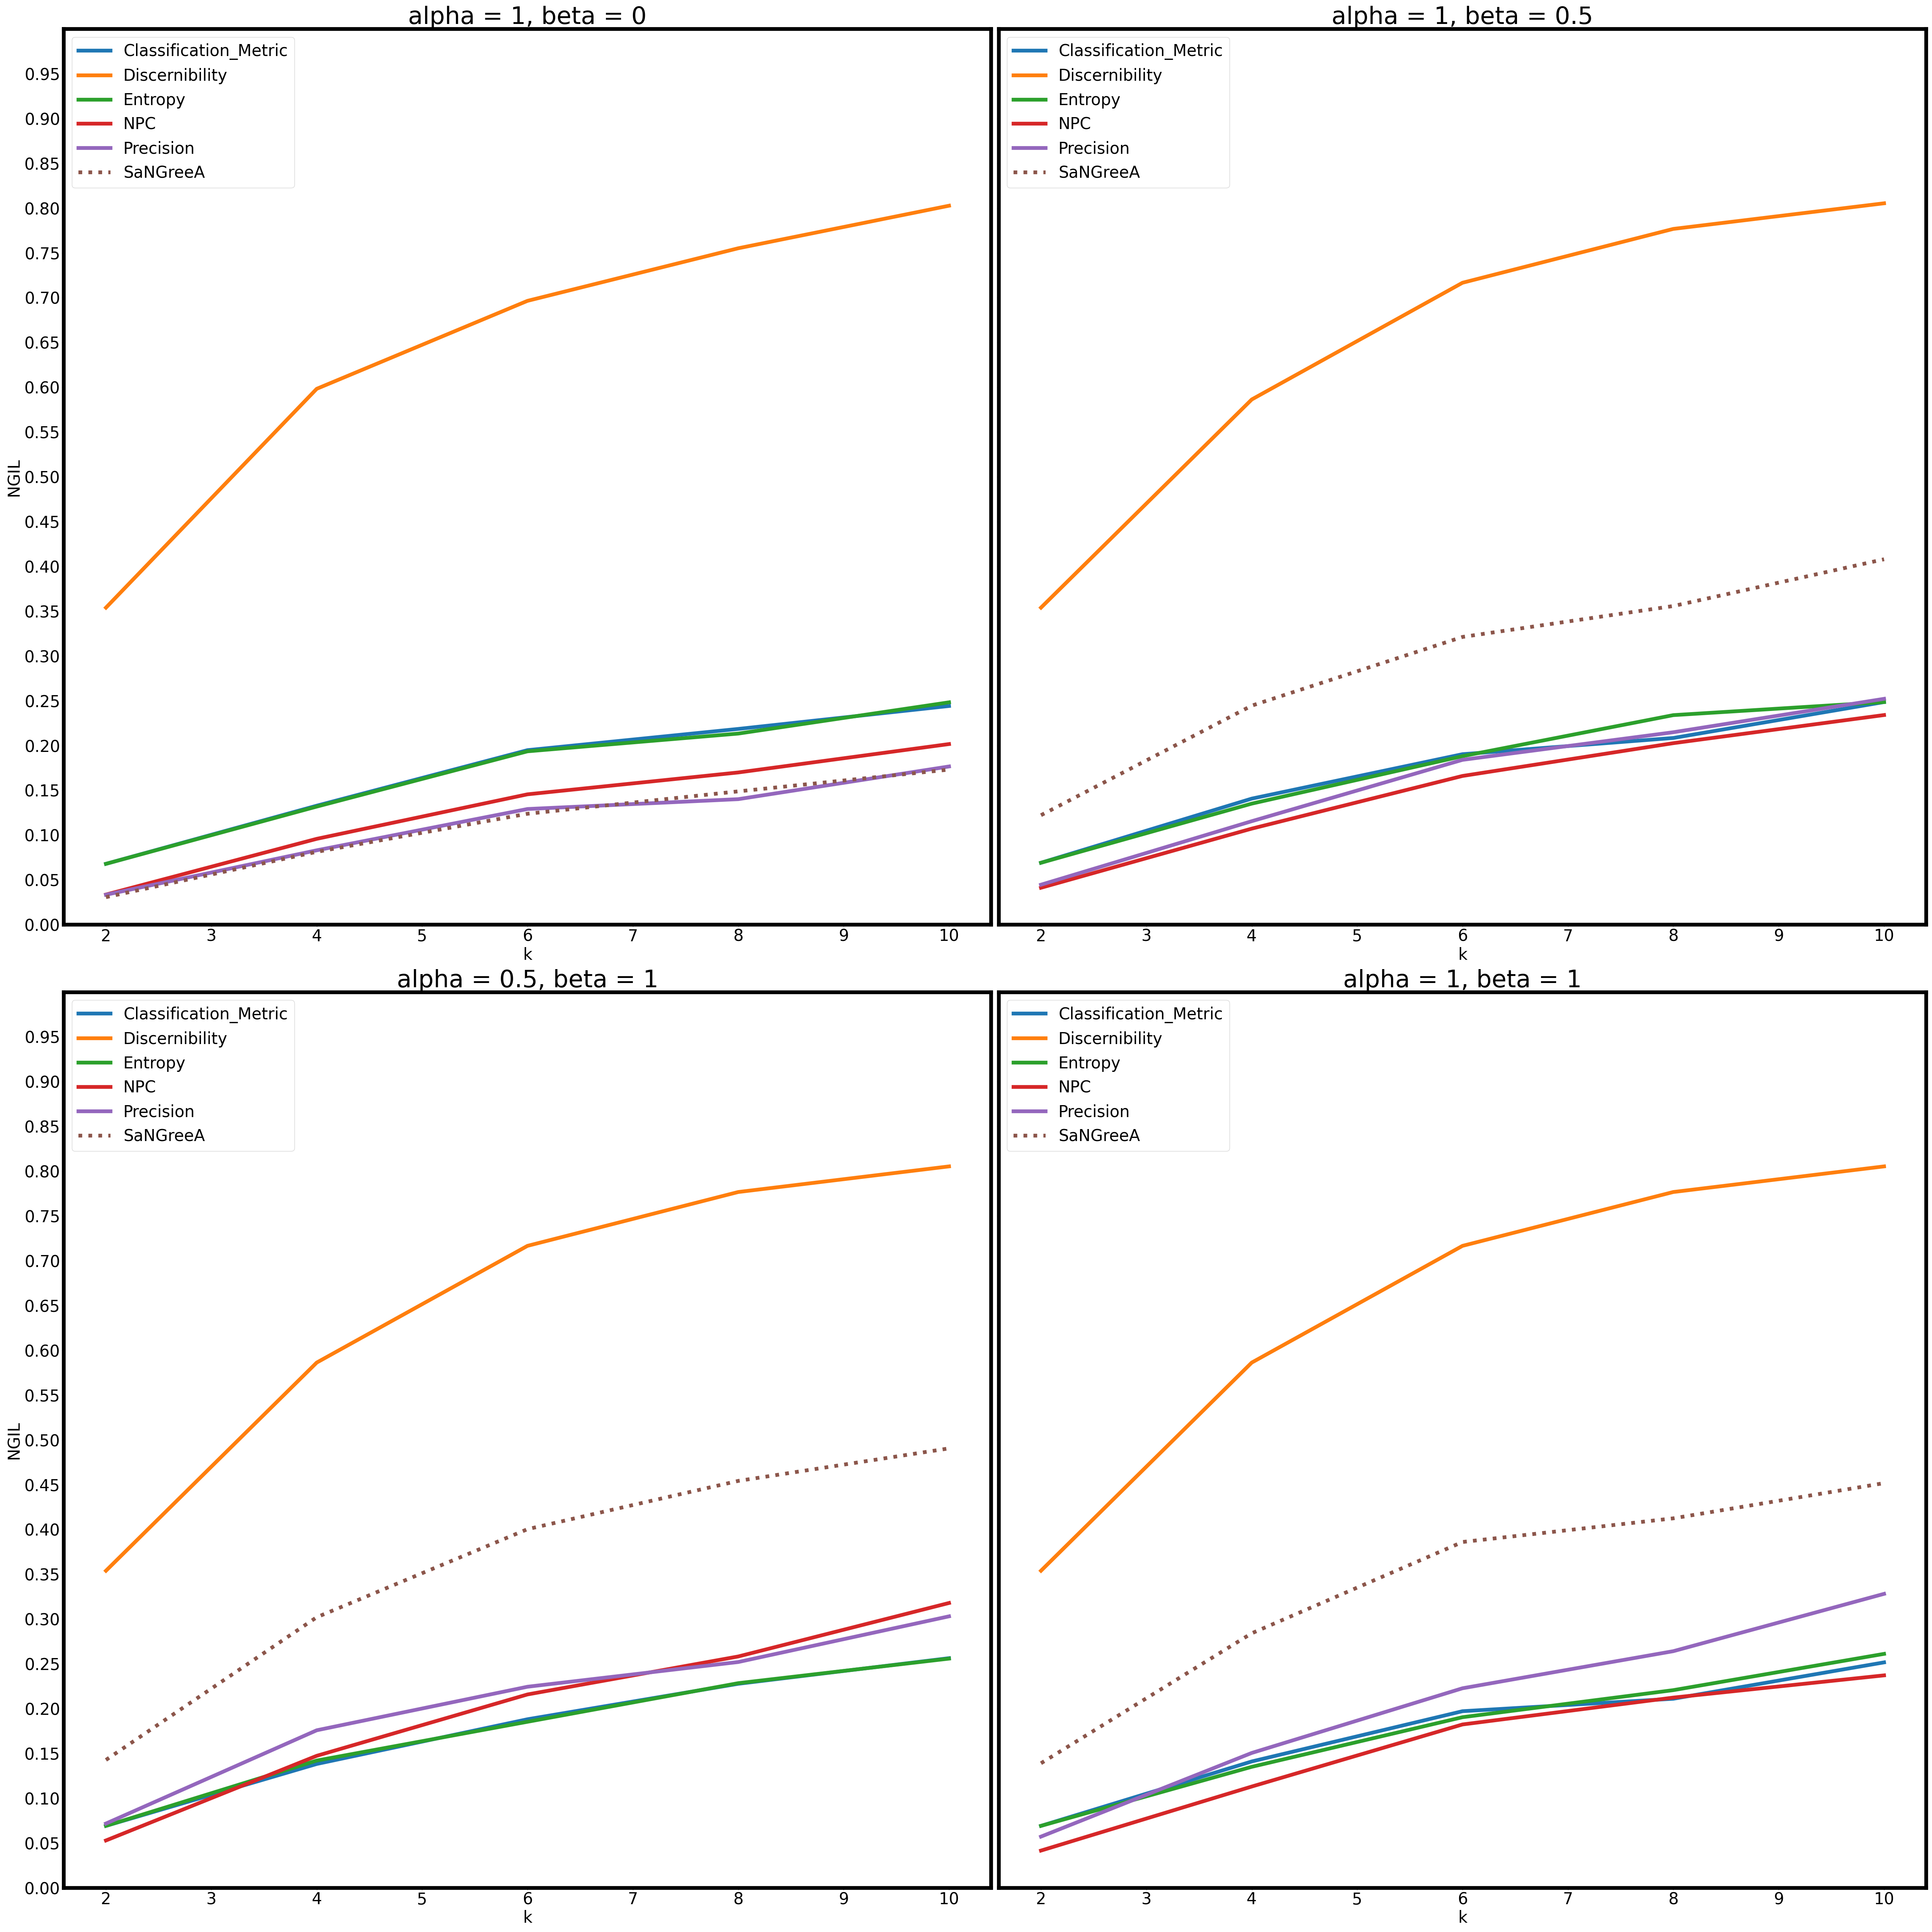 alpha = 1, beta = 0
Classification_Metric
Discernibility
Entropy
NPC
Precision
SaNGreeA
0.95
0.90
0.85
0.80
0.75
0.70
0.65
0.60
0.55
0.50
0.45
0.40
0.35
0.30
0.25
0.20
0.15
0.10
0.05
0.00
NGIL
2 3 4 5 6 7 8 9 10
k
alpha = 1, beta = 0.5
Classification_Metric
Discernibility
Entropy
NPC
Precision
SaNGreeA
2 3 4 5 6 7 8 9 10
k
alpha = 0.5, beta = 1
Classification_Metric
Discernibility
Entropy
NPC
Precision
SaNGreeA
0.95
0.90
0.85
0.80
0.75
0.70
0.65
0.60
0.55
0.50
0.45
0.40
0.35
0.30
0.25
0.20
0.15
0.10
0.05
0.00
NGIL
2 3 4 5 6 7 8 9 10
k
alpha = 1, beta = 1
Classification_Metric
Discernibility
Entropy
NPC
Precision
SaNGreeA
2 3 4 5 6 7 8 9 10
k